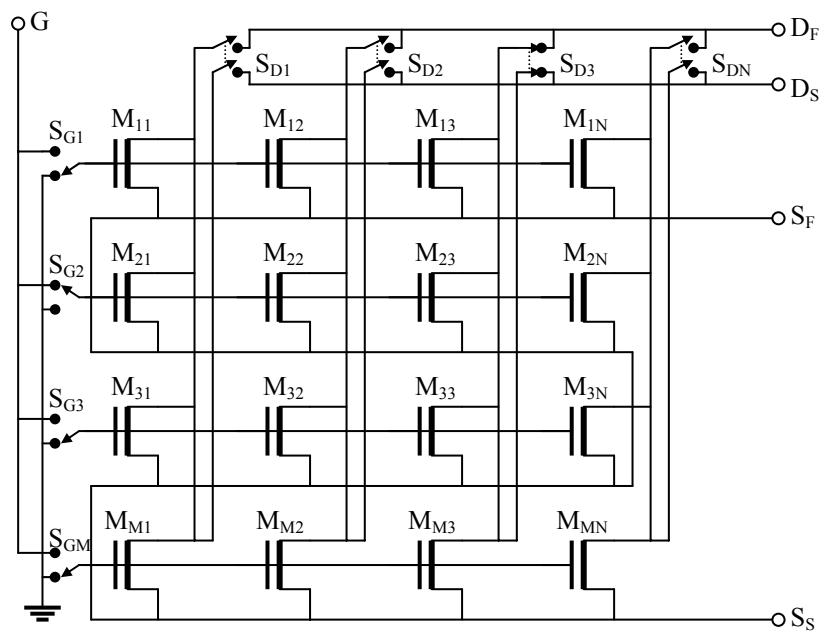 G
D_F
S_D1 S_D2 S_D3 S_DN
D_S
S_G1 M_11 M_12 M_13 M_1N
S_F
S_G2 M_21 M_22 M_23 M_2N
S_G3 M_31 M_32 M_33 M_3N
S_GM M_M1 M_M2 M_M3 M_MN
S_S